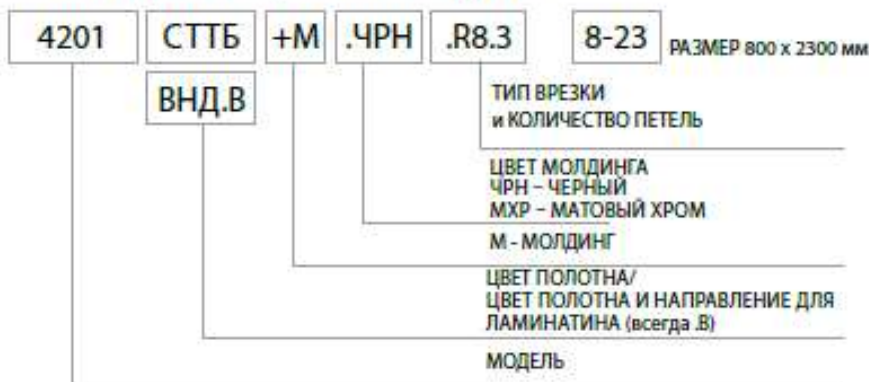 4201 СТТБ +М .ЧРН .R8.3 8-23 РАЗМЕР 800 х 2300 мм
ВНД.В
ТИП ВРЕЗКИ
и КОЛИЧЕСТВО ПЕТЕЛЬ
ЦВЕТ МОЛДИНГА
ЧРН – ЧЕРНЫЙ
МХР – МАТОВЫЙ ХРОМ
М - МОЛДИНГ
ЦВЕТ ПОЛОТНА/
ЦВЕТ ПОЛОТНА И НАПРАВЛЕНИЕ ДЛЯ
ЛАМИНАТИНА (всегда .В)
МОДЕЛЬ